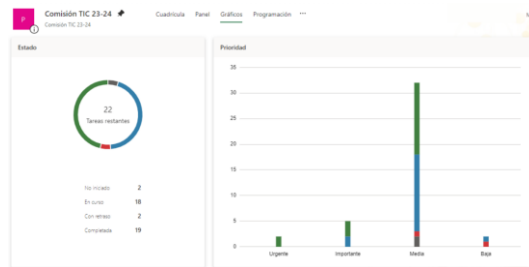 P
Comisión TIC 23-24
Comisión TIC 23-24
Cuadrícula Panel Gráficos Programación ...
Estado
22
Tareas restantes
No iniciado 2
En curso 18
Con retraso 2
Completada 19
Prioridad
35
30
25
20
15
10
5
0
Urgente Importante Media Baja